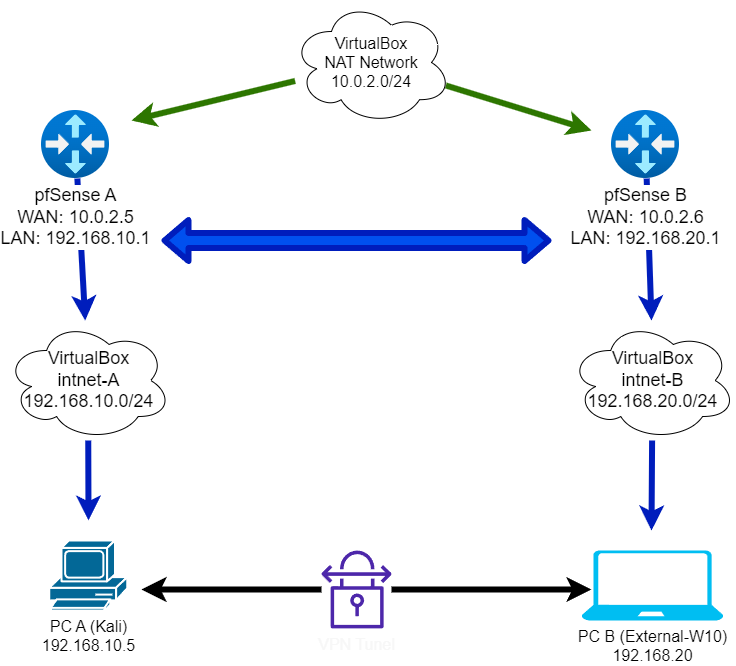 VirtualBox
NAT Network
10.0.2.0/24
pfSense A
WAN: 10.0.2.5
LAN: 192.168.10.1
pfSense B
WAN: 10.0.2.6
LAN: 192.168.20.1
VirtualBox
intnet-A
192.168.10.0/24
VirtualBox
intnet-B
192.168.20.0/24
PC A (Kali)
192.168.10.5
VPN Tunel
PC B (External-W10)
192.168.20